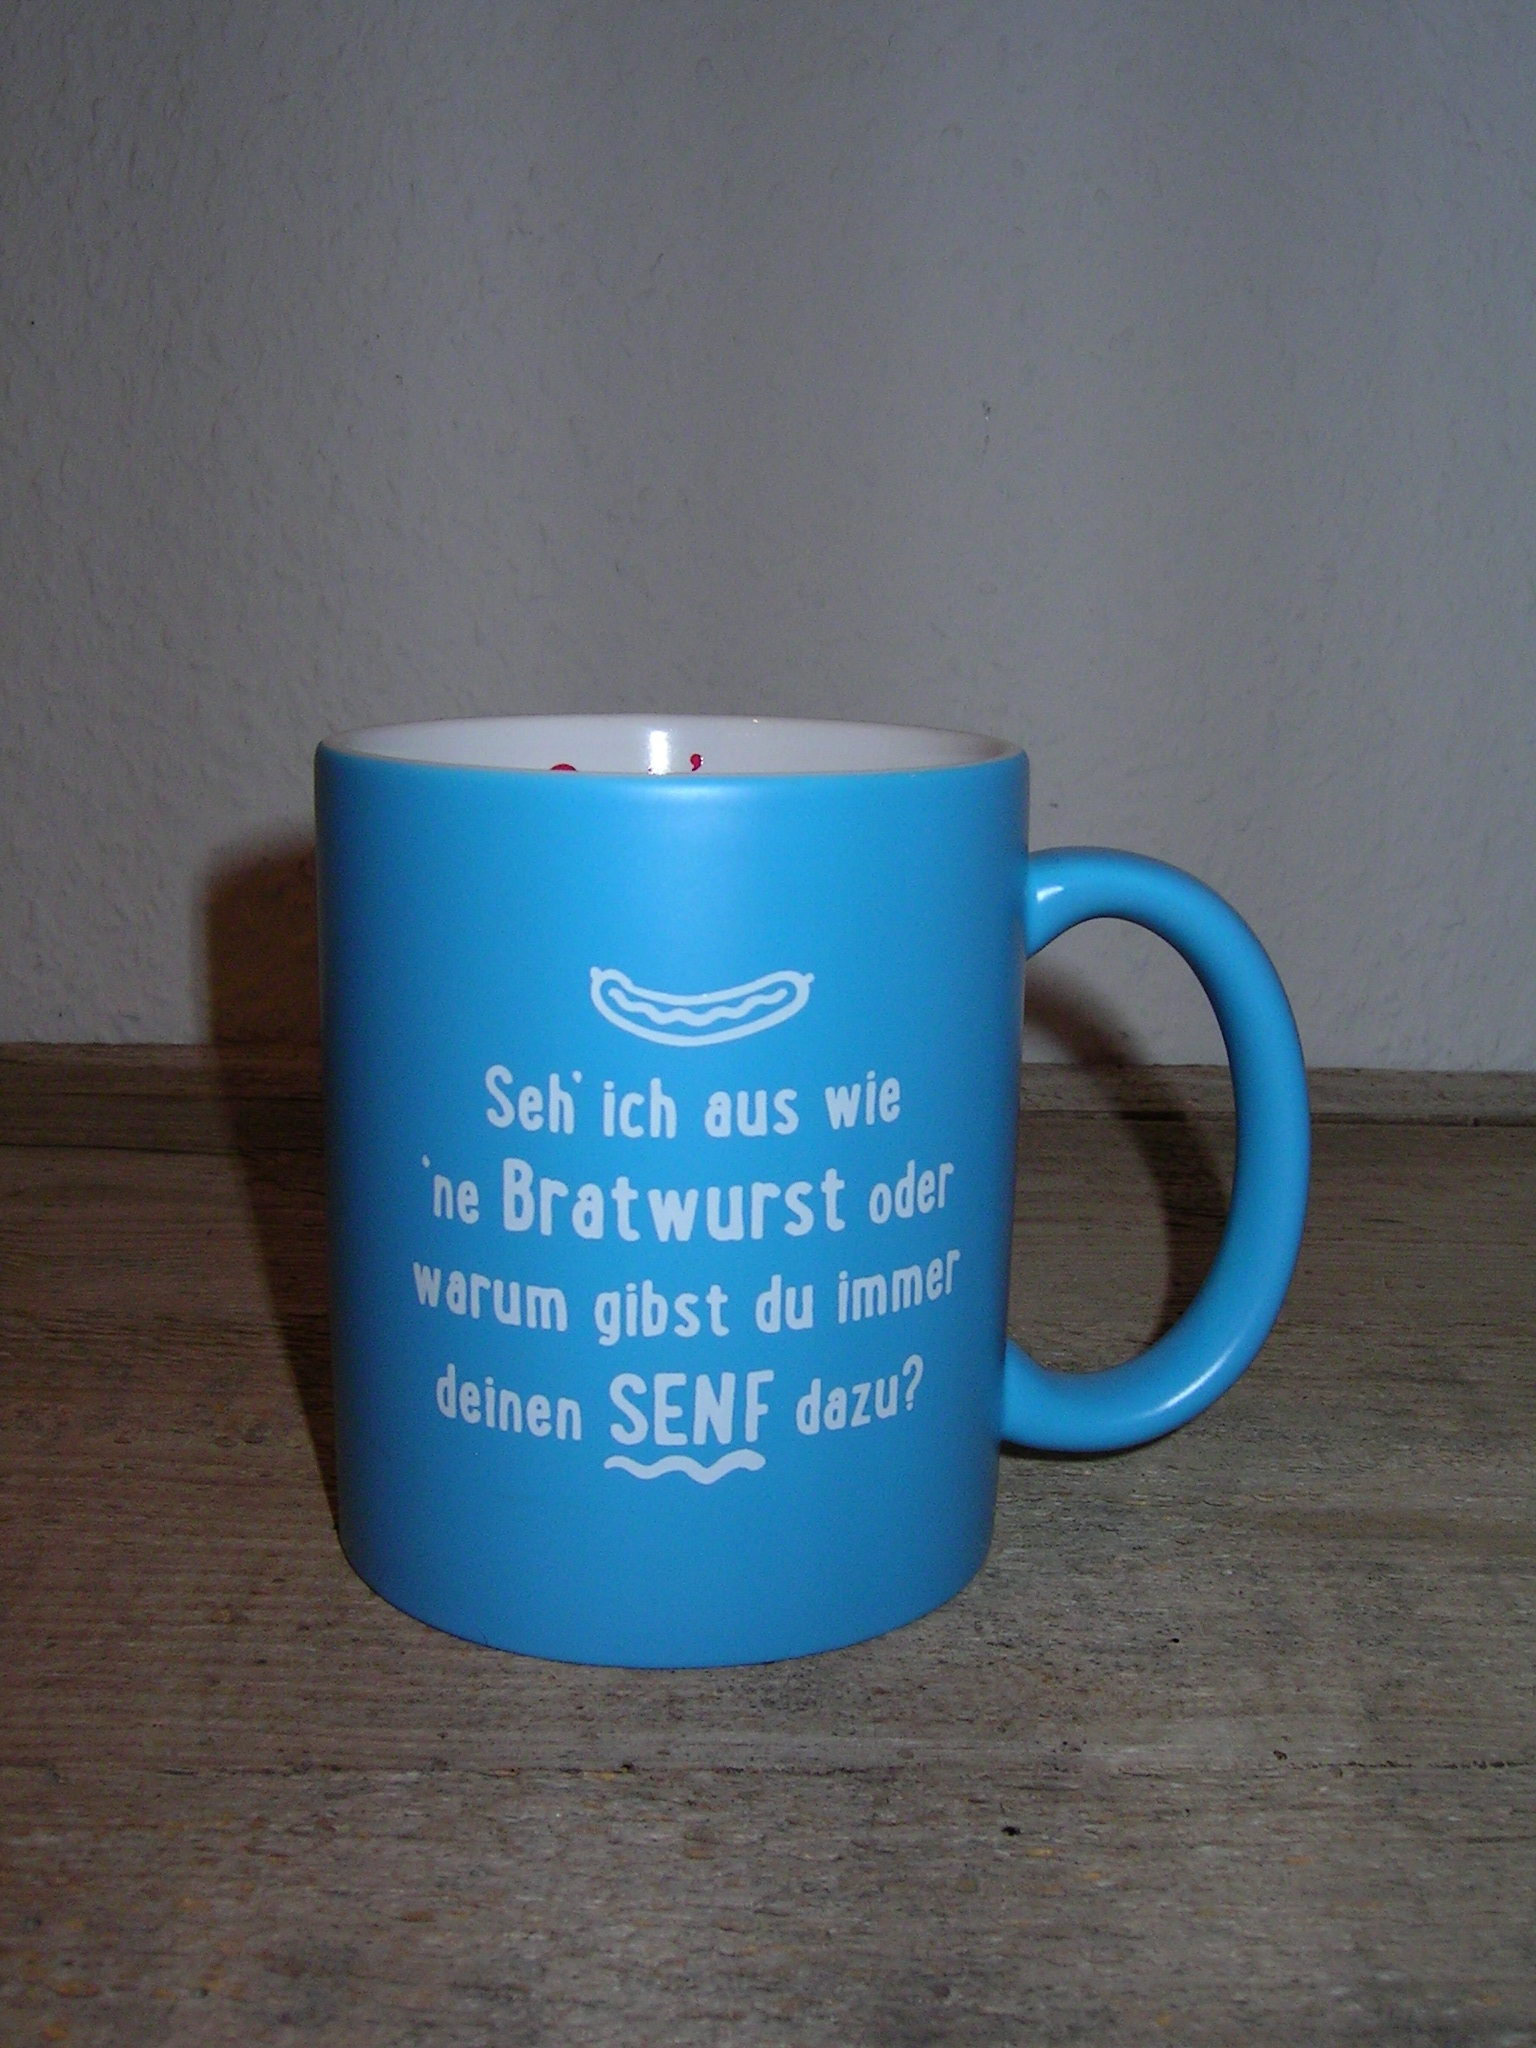 Seh' ich aus wie
'ne Bratwurst oder
warum gibst du immer
deinen SENF dazu?